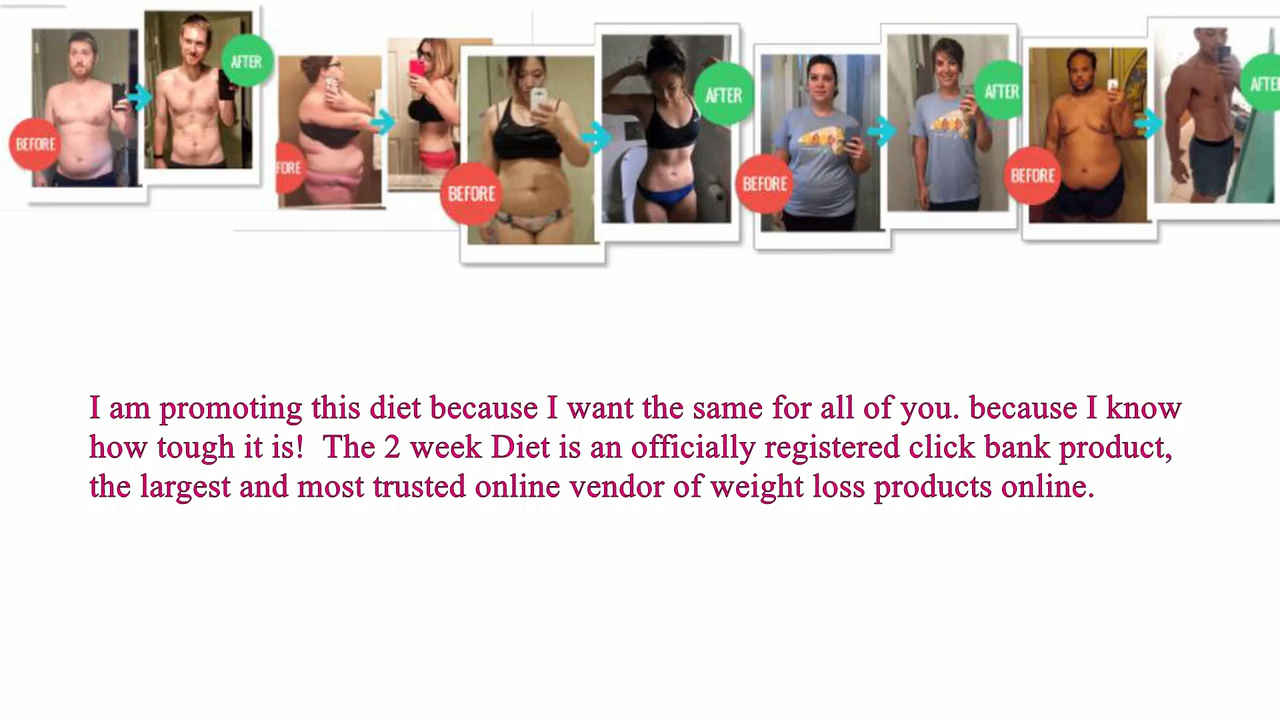 AFTER
BEFORE
FORE
AFTER
BEFORE
AFTER
BEFORE
AFTER
BEFORE
I am promoting this diet because I want the same for all of you. because I know
how tough it is!  The 2 week Diet is an officially registered click bank product,
the largest and most trusted online vendor of weight loss products online.